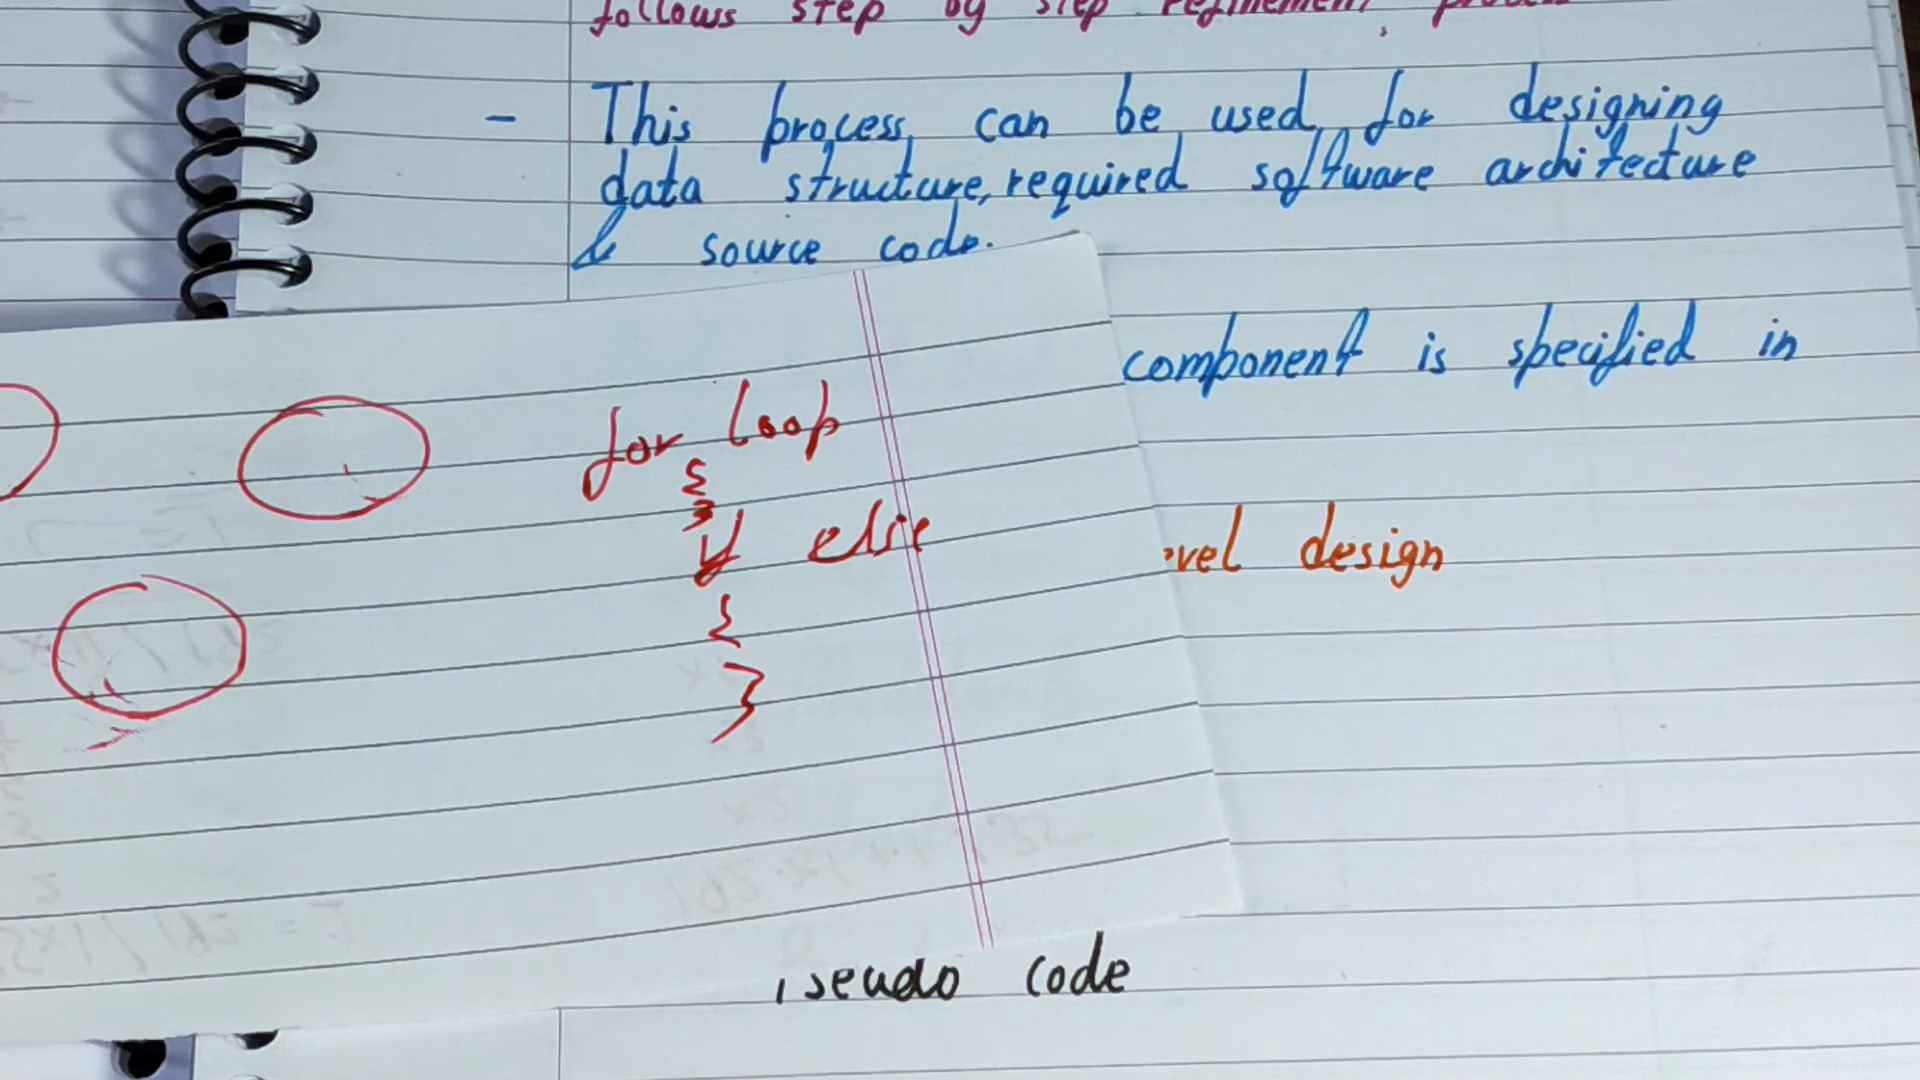 follows step by step refinement process
- This process can be used for designing
data structure, required software architecture
& source code.
component is specified in
for loop
{
}
if else
{
}
vel design
seudo code